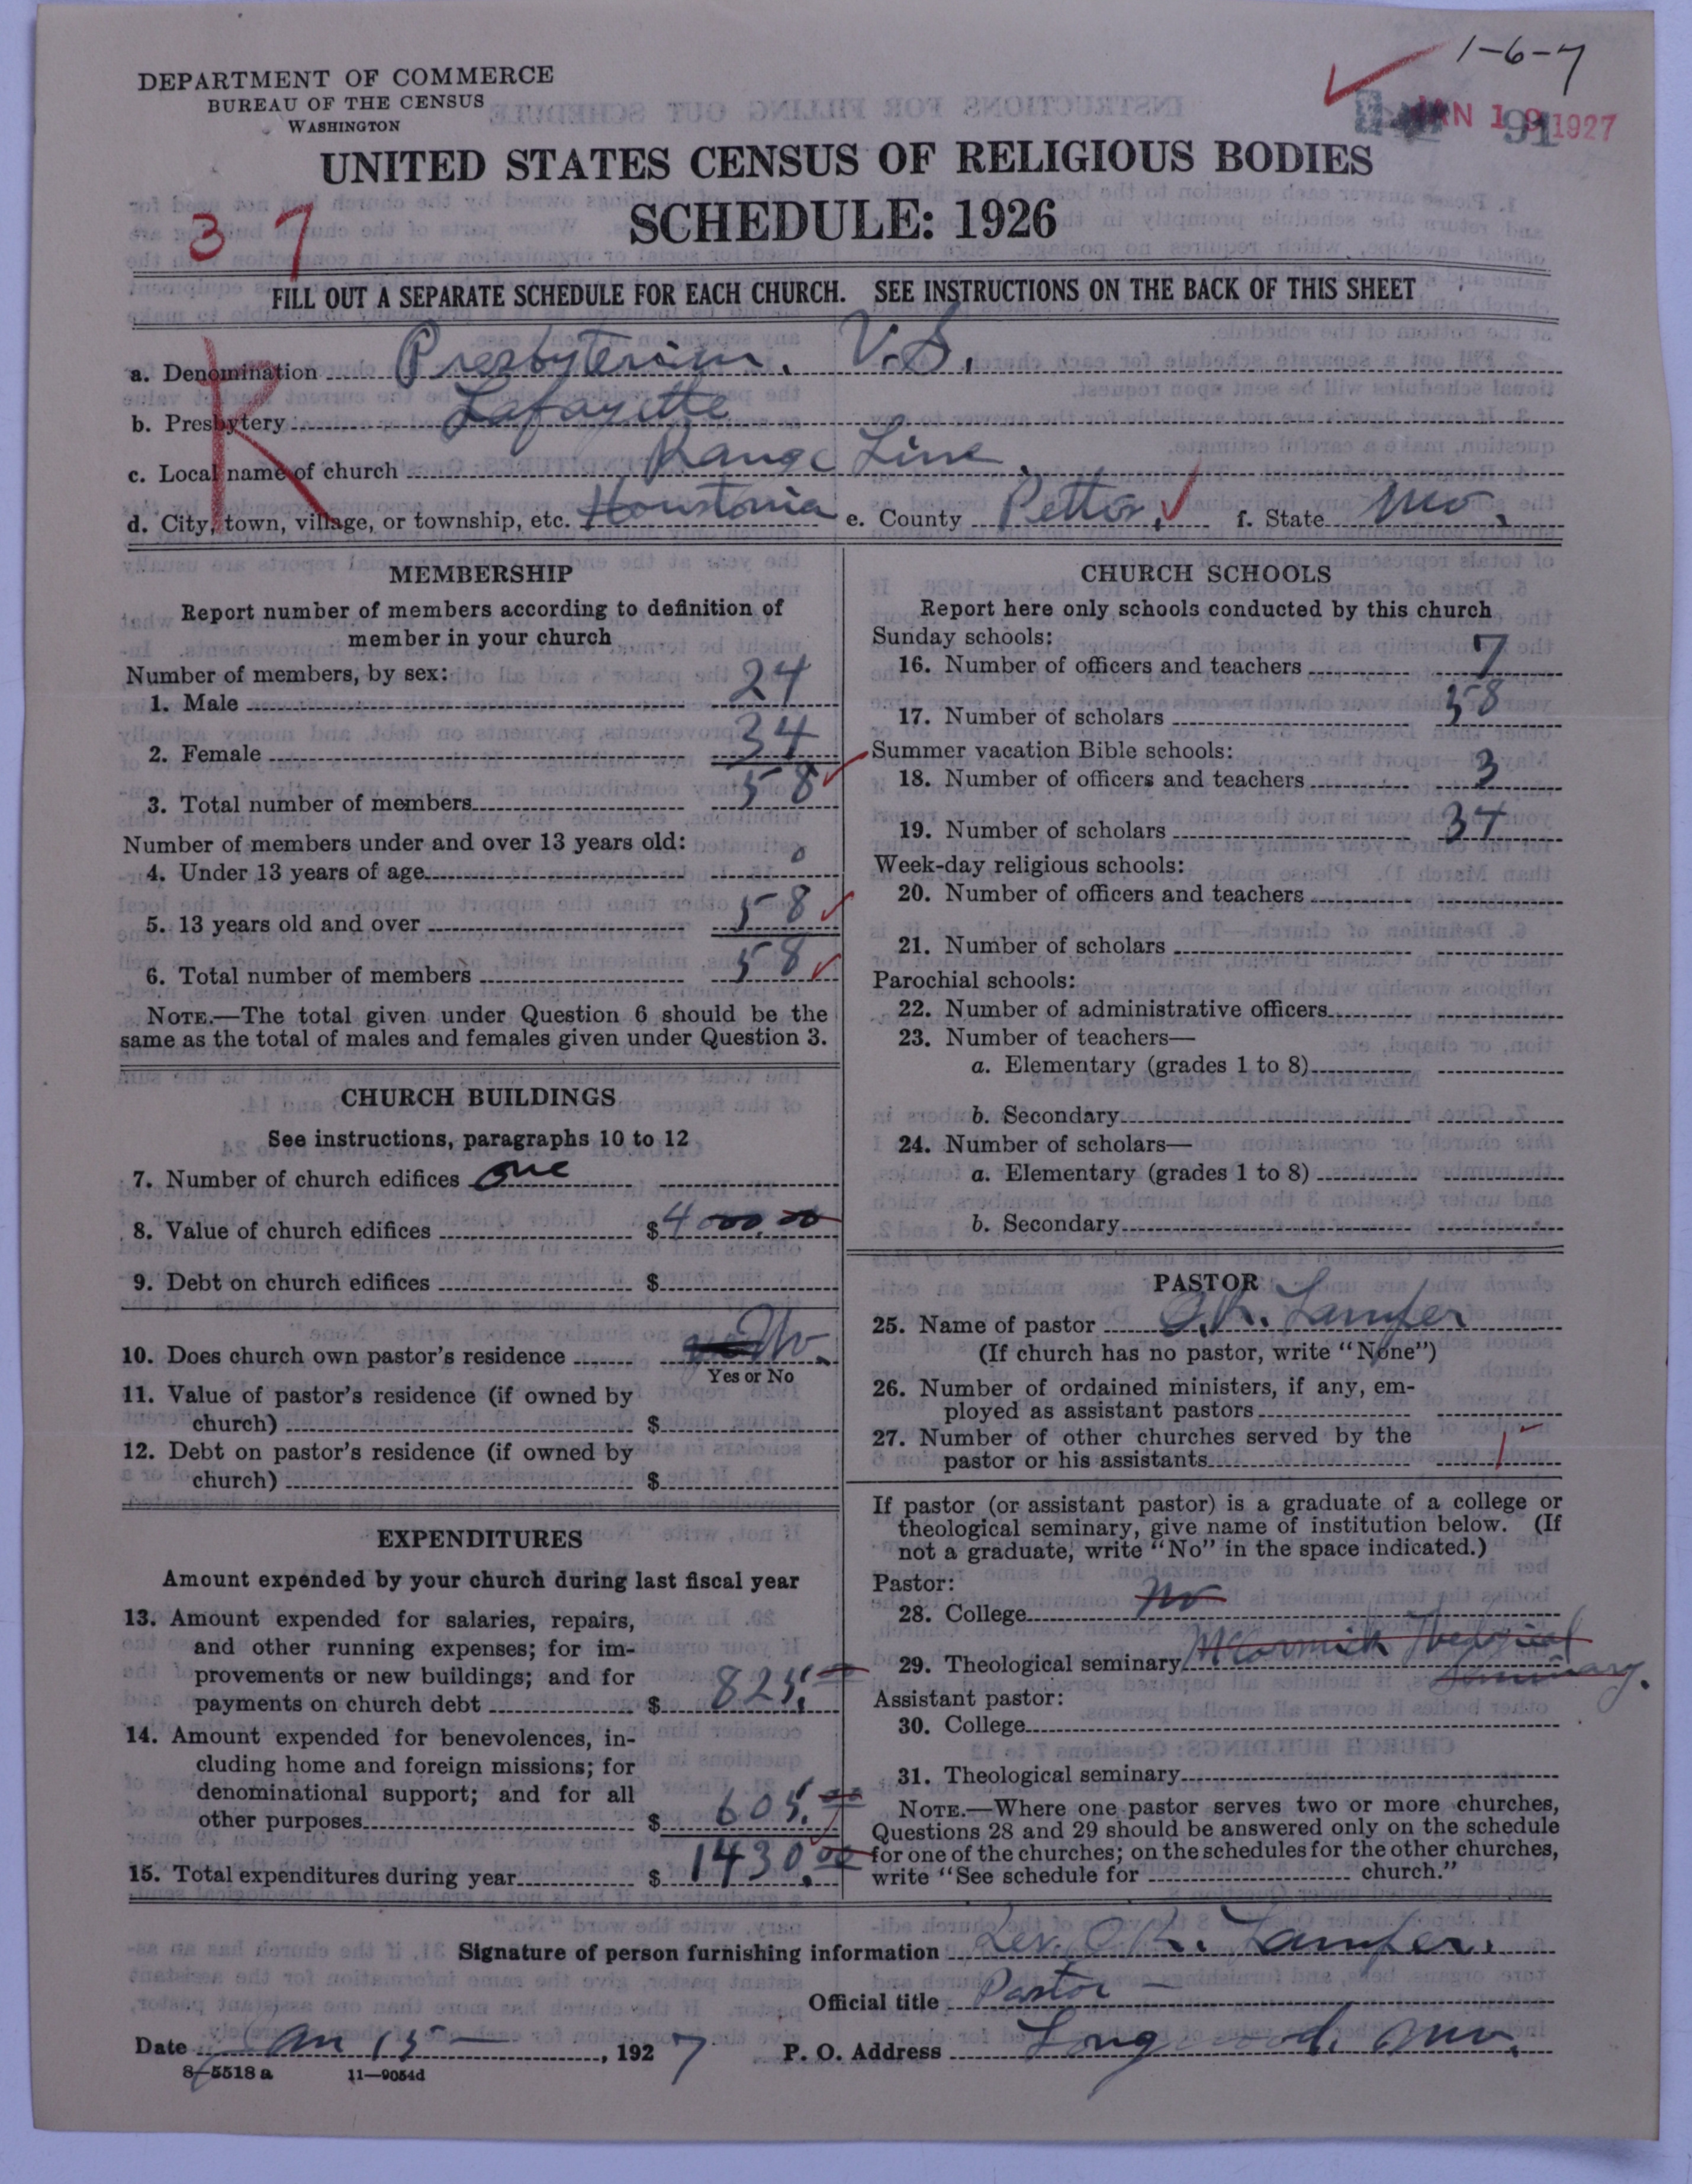 1-6-7
DEPARTMENT OF COMMERCE
BUREAU OF THE CENSUS
WASHINGTON
JAN 19 1927
91
UNITED STATES CENSUS OF RELIGIOUS BODIES
SCHEDULE: 1926
37
FILL OUT A SEPARATE SCHEDULE FOR EACH CHURCH. SEE INSTRUCTIONS ON THE BACK OF THIS SHEET
K
a. Denomination Presbyterian, U.S.
b. Presbytery Lafayette
c. Local name of church Range Line
d. City, town, village, or township, etc. Houstonia e. County Pettis, f. State Mo.
MEMBERSHIP
Report number of members according to definition of
member in your church
Number of members, by sex:
1. Male 24
2. Female 34
3. Total number of members 58
Number of members under and over 13 years old:
4. Under 13 years of age 0
5. 13 years old and over 58
6. Total number of members 58
NOTE.—The total given under Question 6 should be the
same as the total of males and females given under Question 3.
CHURCH BUILDINGS
See instructions, paragraphs 10 to 12
7. Number of church edifices one
8. Value of church edifices $4000.00
9. Debt on church edifices $
10. Does church own pastor's residence No.
Yes or No
11. Value of pastor's residence (if owned by
church) $
12. Debt on pastor's residence (if owned by
church) $
EXPENDITURES
Amount expended by your church during last fiscal year
13. Amount expended for salaries, repairs,
and other running expenses; for im-
provements or new buildings; and for
payments on church debt $ 825.
14. Amount expended for benevolences, in-
cluding home and foreign missions; for
denominational support; and for all
other purposes $ 605.00
15. Total expenditures during year $ 1430.00
CHURCH SCHOOLS
Report here only schools conducted by this church
Sunday schools:
16. Number of officers and teachers 7
17. Number of scholars 58
Summer vacation Bible schools:
18. Number of officers and teachers 3
19. Number of scholars 34
Week-day religious schools:
20. Number of officers and teachers
21. Number of scholars
Parochial schools:
22. Number of administrative officers
23. Number of teachers—
a. Elementary (grades 1 to 8)
b. Secondary
24. Number of scholars—
a. Elementary (grades 1 to 8)
b. Secondary
PASTOR
25. Name of pastor O.K. Lamper
(If church has no pastor, write "None")
26. Number of ordained ministers, if any, em-
ployed as assistant pastors
27. Number of other churches served by the
pastor or his assistants 1
If pastor (or assistant pastor) is a graduate of a college or
theological seminary, give name of institution below. (If
not a graduate, write "No" in the space indicated.)
Pastor:
28. College No
29. Theological seminary McCormick Theological
Seminary.
Assistant pastor:
30. College
31. Theological seminary
NOTE.—Where one pastor serves two or more churches,
Questions 28 and 29 should be answered only on the schedule
for one of the churches; on the schedules for the other churches,
write "See schedule for church."
Signature of person furnishing information Rev. O.K. Lamper.
Official title Pastor
Date Jan 15, 1927 P. O. Address Longwood, Mo.
8-5518 a 11—9054d